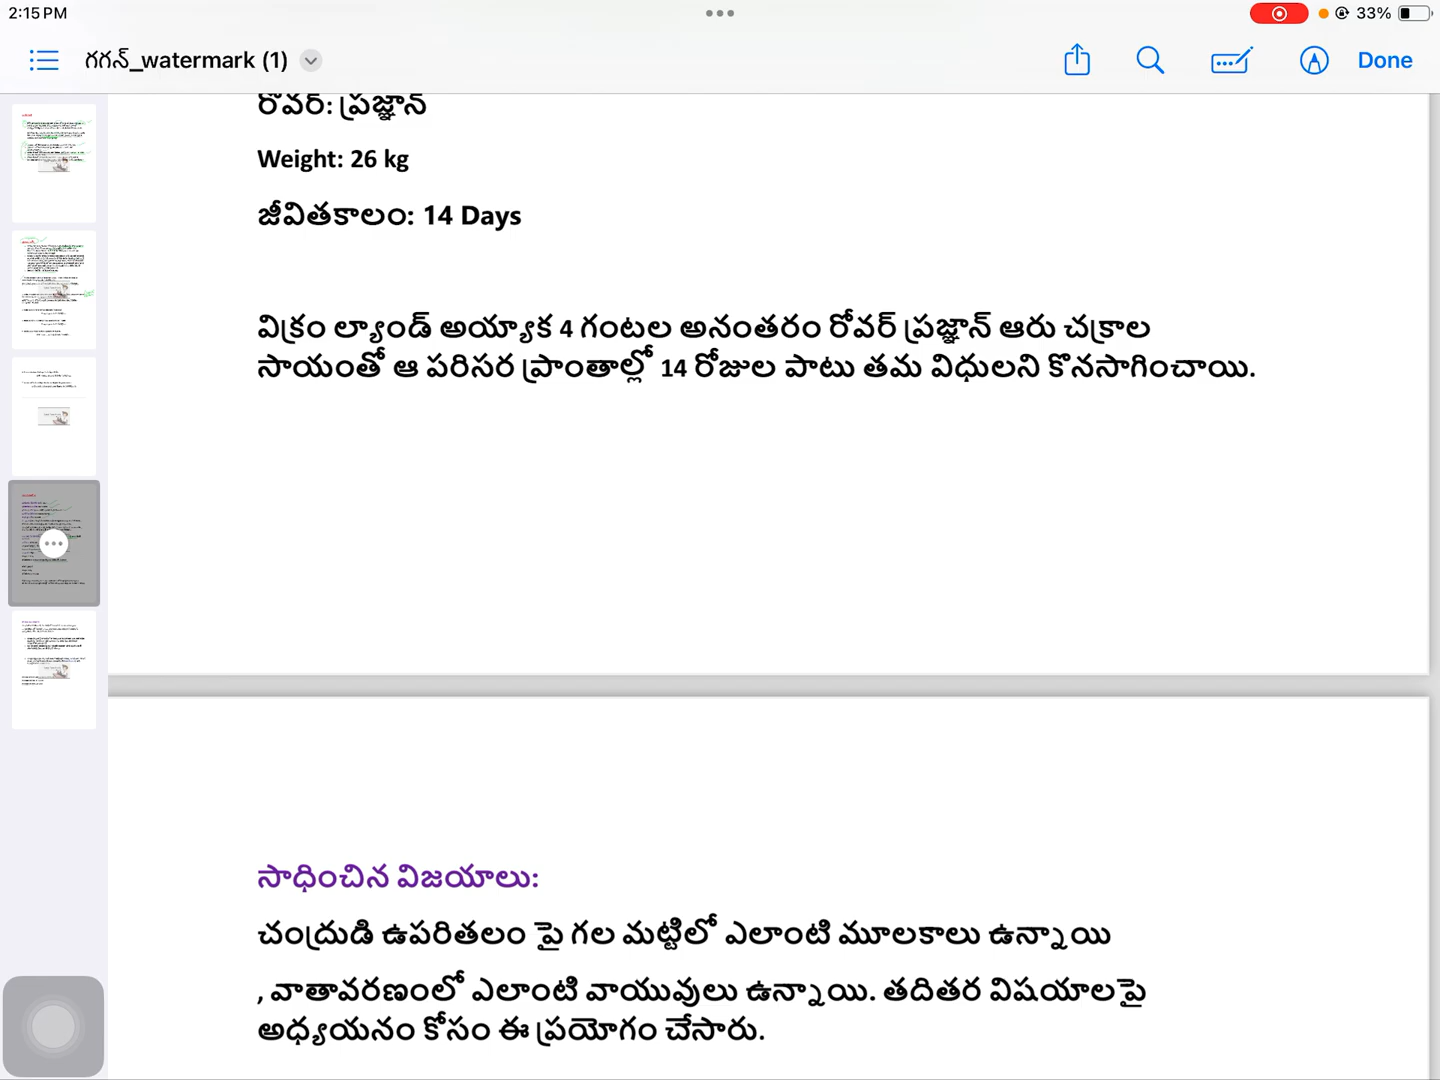 2:15 PM
33%
గగన్_watermark (1)
Done
రోవర్: ప్రజ్ఞాన్
Weight: 26 kg
జీవితకాలం: 14 Days
విక్రం ల్యాండ్ అయ్యాక 4 గంటల అనంతరం రోవర్ ప్రజ్ఞాన్ ఆరు చక్రాల
సాయంతో ఆ పరిసర ప్రాంతాల్లో 14 రోజుల పాటు తమ విధులని కొనసాగించాయి.
సాధించిన విజయాలు:
చంద్రుడి ఉపరితలం పై గల మట్టిలో ఎలాంటి మూలకాలు ఉన్నాయి
, వాతావరణంలో ఎలాంటి వాయువులు ఉన్నాయి. తదితర విషయాలపై
అధ్యయనం కోసం ఈ ప్రయోగం చేసారు.